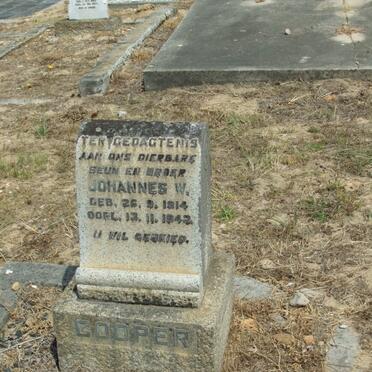 TER GEDAGTENIS
AAN ONS DIERBARE
SEUN EN BROER
JOHANNES W.
GEB. 26. 9. 1914
OORL. 13. 11. 1942.
U WIL GESKIED.
COOPER